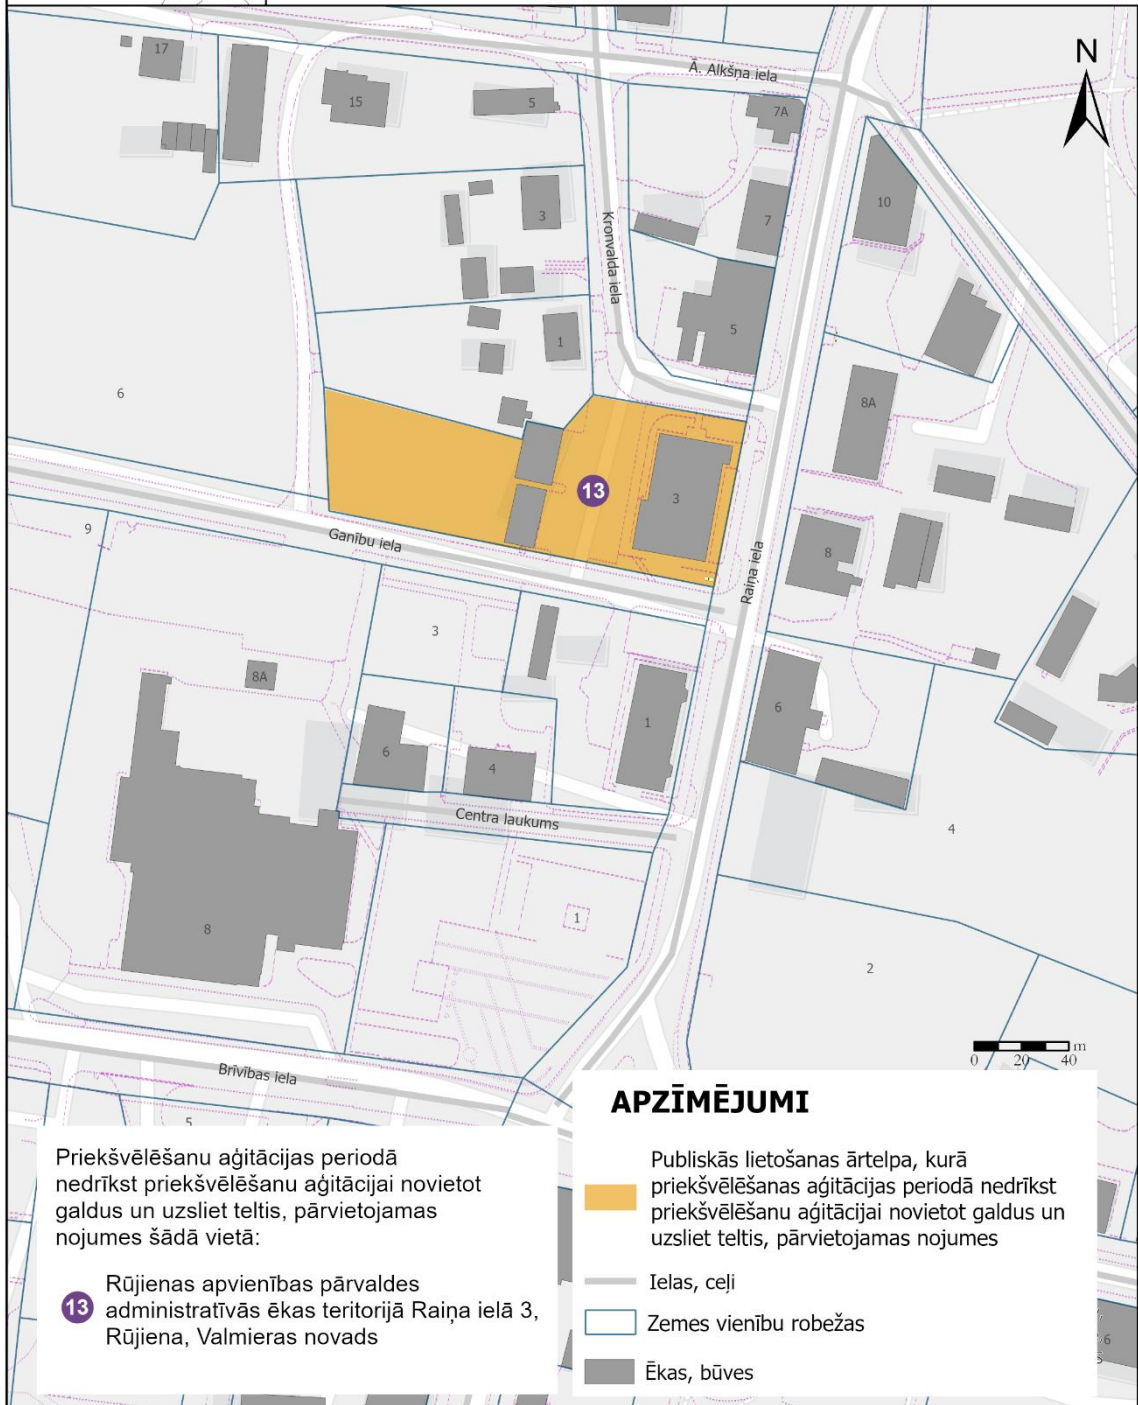 17
15
5
Ā. Alkšņa iela
7A
N
3
Kronvalda iela
7
10
1
5
6
8A
13
3
9
Ganību iela
Raiņa iela
8
3
8A
1
6
6
4
Centra laukums
4
1
8
2
m
0 20 40
Brīvības iela
5
Priekšvēlēšanu aģitācijas periodā
nedrīkst priekšvēlēšanu aģitācijai novietot
galdus un uzsliet teltis, pārvietojamas
nojumes šādā vietā:
13 Rūjienas apvienības pārvaldes
administratīvās ēkas teritorijā Raiņa ielā 3,
Rūjiena, Valmieras novads
APZĪMĒJUMI
Publiskās lietošanas ārtelpa, kurā
priekšvēlēšanas aģitācijas periodā nedrīkst
priekšvēlēšanu aģitācijai novietot galdus un
uzsliet teltis, pārvietojamas nojumes
Ielas, ceļi
Zemes vienību robežas
Ēkas, būves
6